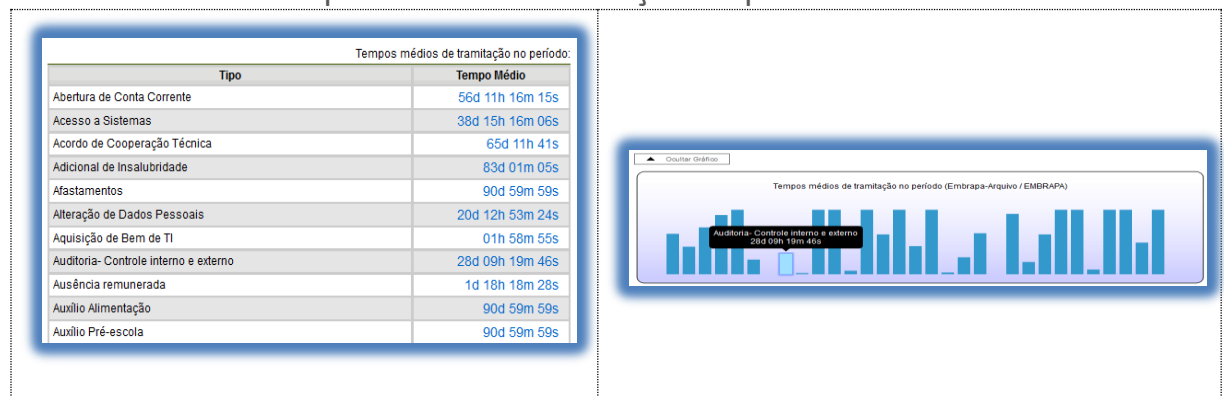 Tempos médios de tramitação no período:
Tipo Tempo Médio
Abertura de Conta Corrente 56d 11h 16m 15s
Acesso a Sistemas 38d 15h 16m 06s
Acordo de Cooperação Técnica 65d 11h 41s
Adicional de Insalubridade 83d 01m 05s
Afastamentos 90d 59m 59s
Alteração de Dados Pessoais 20d 12h 53m 24s
Aquisição de Bem de TI 01h 58m 55s
Auditoria- Controle interno e externo 28d 09h 19m 46s
Ausência remunerada 1d 18h 18m 28s
Auxílio Alimentação 90d 59m 59s
Auxílio Pré-escola 90d 59m 59s
Ocultar Gráfico
Tempos médios de tramitação no período (Embrapa-Arquivo / EMBRAPA)
Auditoria- Controle interno e externo
28d 09h 19m 46s